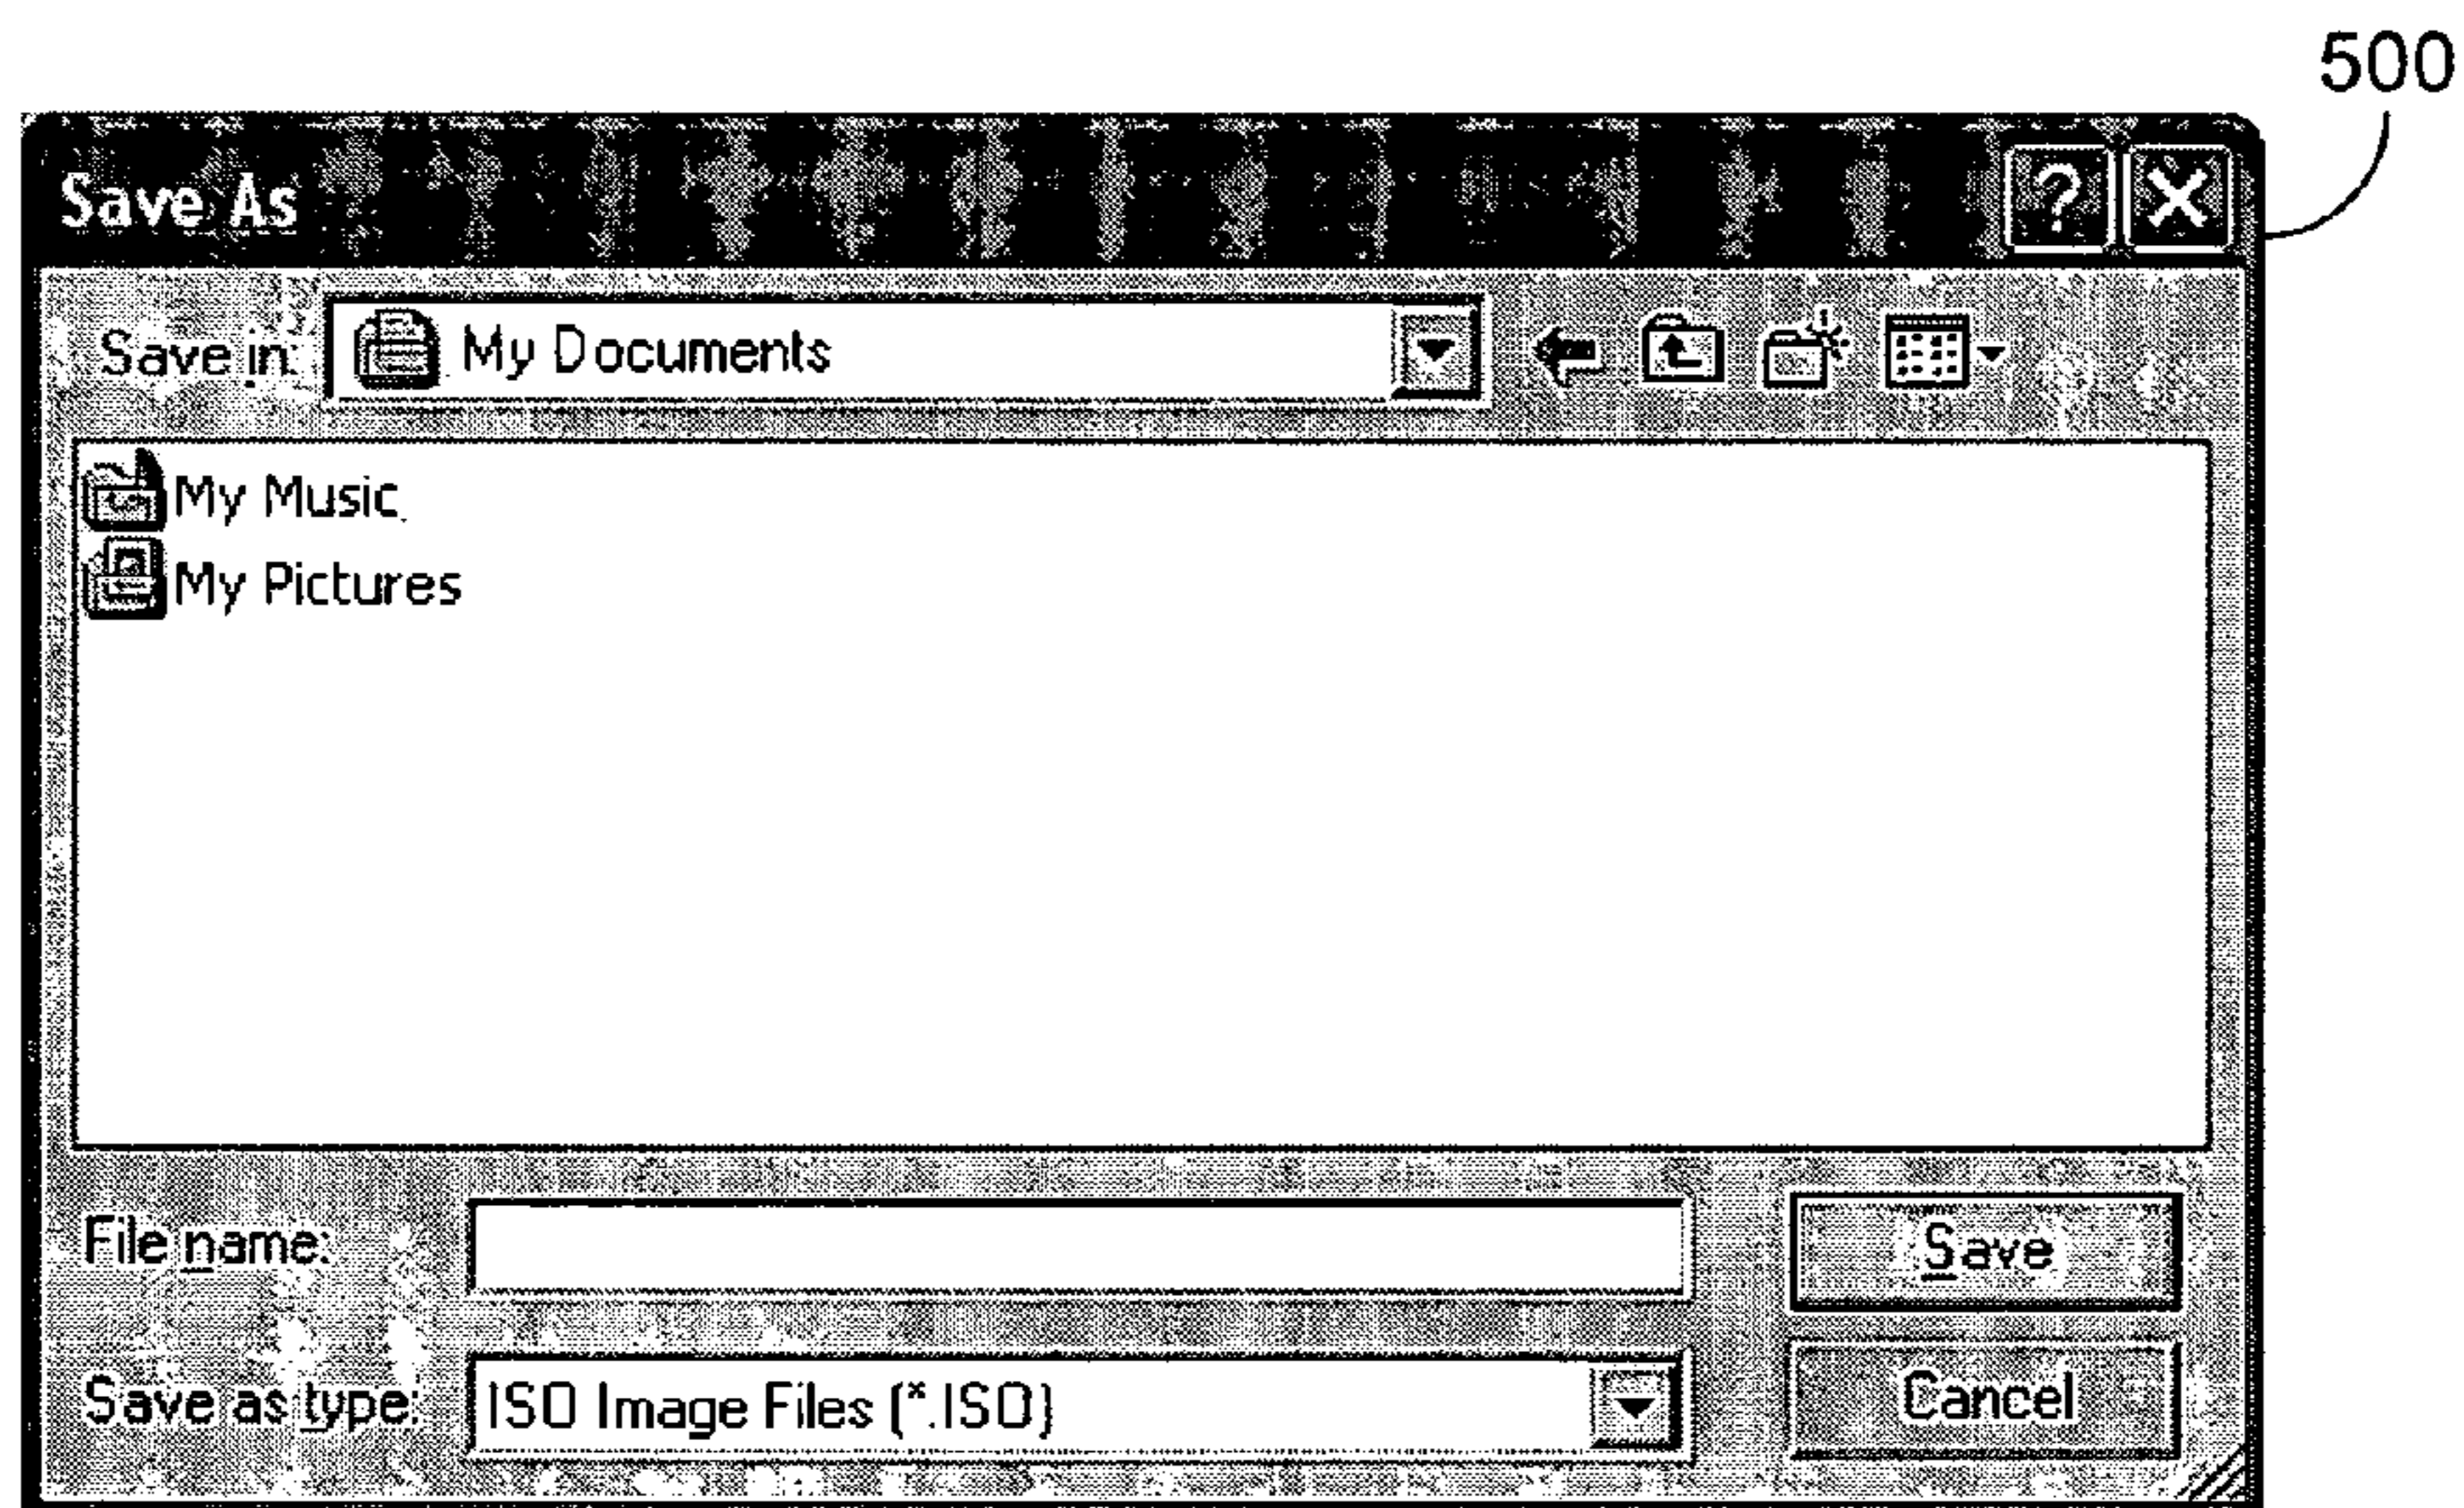 500
Save As
Save in: My Documents
My Music
My Pictures
File name: Save
Save as type: ISO Image Files (*.ISO) Cancel